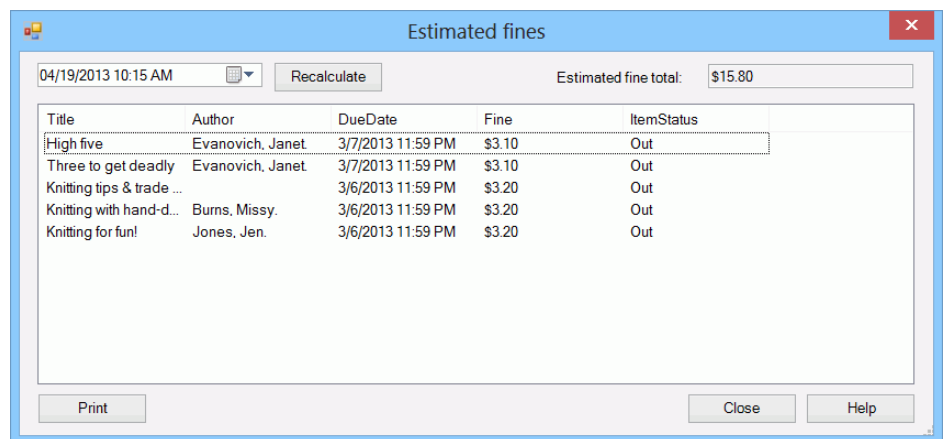 Estimated fines
04/19/2013 10:15 AM Recalculate Estimated fine total: $15.80
Title Author DueDate Fine ItemStatus
High five Evanovich, Janet. 3/7/2013 11:59 PM $3.10 Out
Three to get deadly Evanovich, Janet. 3/7/2013 11:59 PM $3.10 Out
Knitting tips & trade ... 3/6/2013 11:59 PM $3.20 Out
Knitting with hand-d... Burns, Missy. 3/6/2013 11:59 PM $3.20 Out
Knitting for fun! Jones, Jen. 3/6/2013 11:59 PM $3.20 Out
Print Close Help